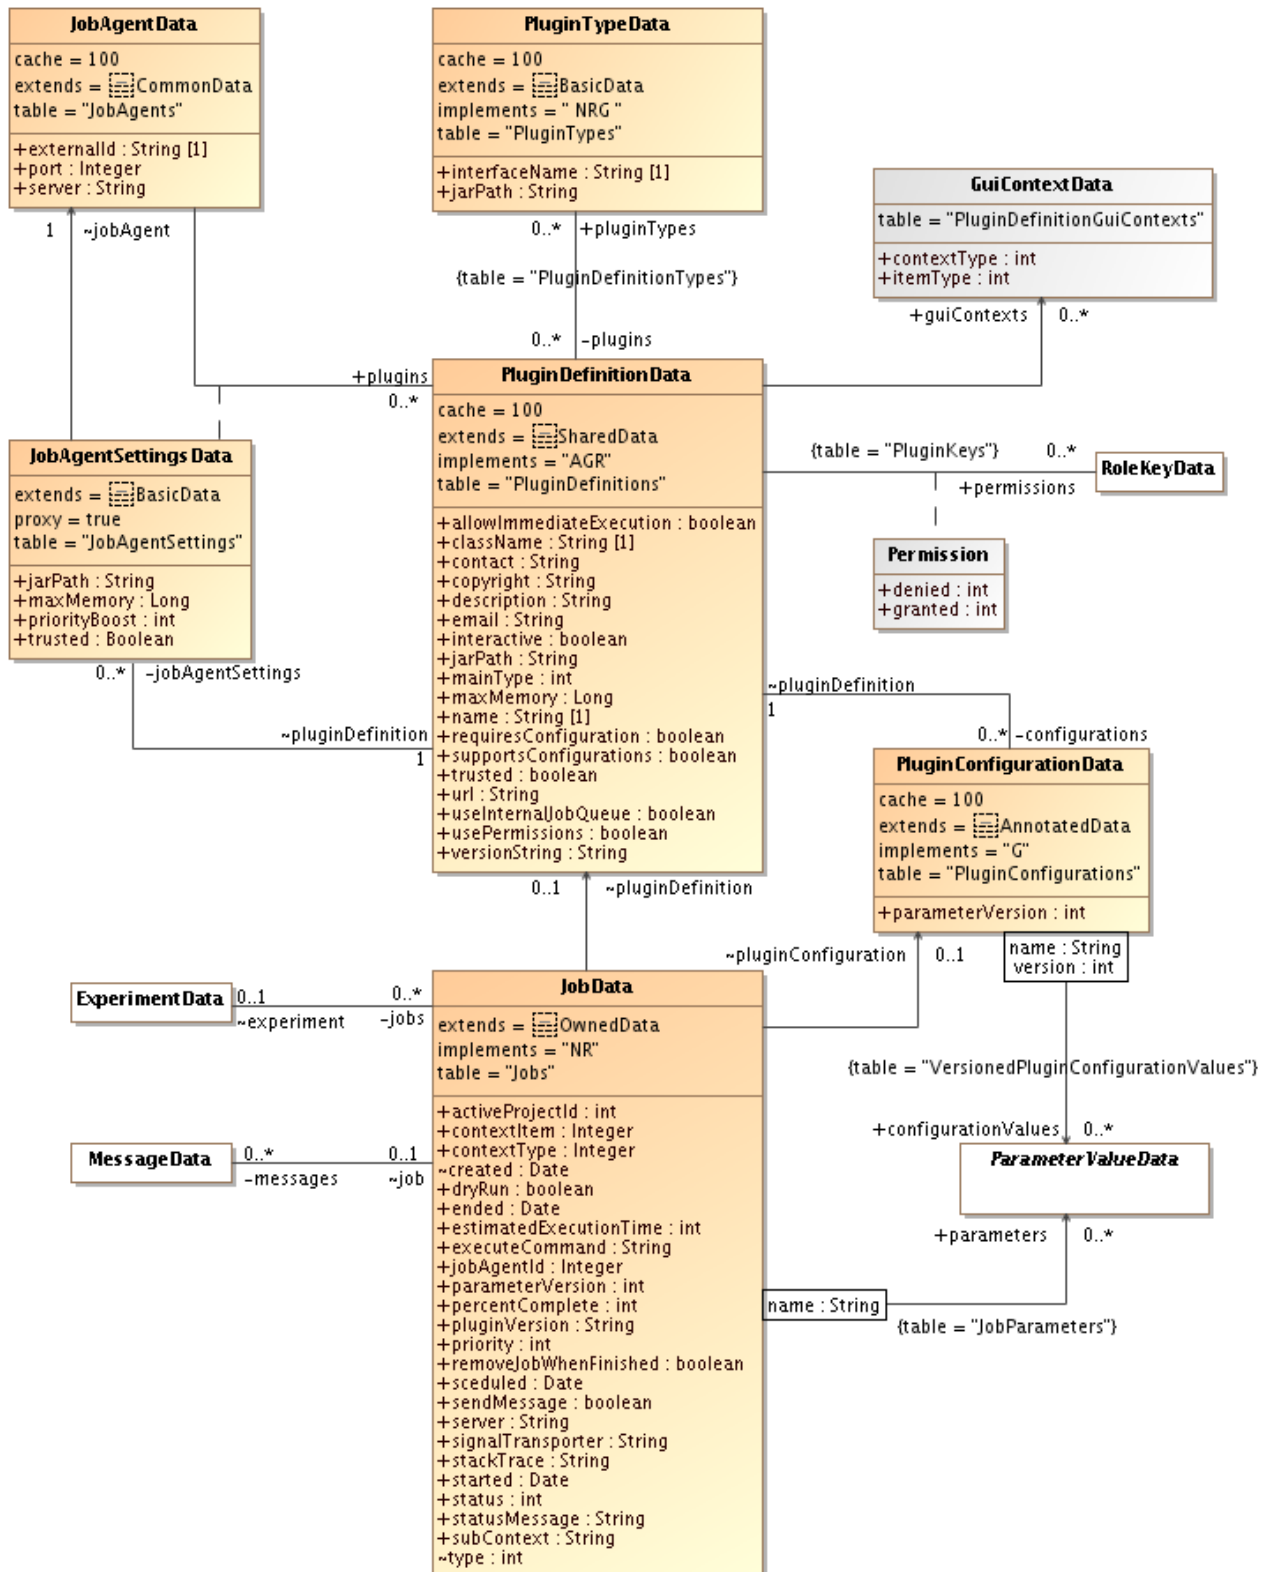 JobAgentData
cache = 100
extends = CommonData
table = "JobAgents"
+externalId : String [1]
+port : Integer
+server : String
PluginTypeData
cache = 100
extends = BasicData
implements = " NRG "
table = "PluginTypes"
+interfaceName : String [1]
+jarPath : String
GuiContextData
table = "PluginDefinitionGuiContexts"
+contextType : int
+itemType : int
1 ~jobAgent
0..* +pluginTypes
{table = "PluginDefinitionTypes"}
0..* -plugins
+guiContexts 0..*
+plugins
0..*
PluginDefinitionData
cache = 100
extends = SharedData
implements = "AGR"
table = "PluginDefinitions"
+allowImmediateExecution : boolean
+className : String [1]
+contact : String
+copyright : String
+description : String
+email : String
+interactive : boolean
+jarPath : String
+mainType : int
+maxMemory : Long
+name : String [1]
+requiresConfiguration : boolean
+supportsConfigurations : boolean
+trusted : boolean
+url : String
+useInternalJobQueue : boolean
+usePermissions : boolean
+versionString : String
JobAgentSettingsData
extends = BasicData
proxy = true
table = "JobAgentSettings"
+jarPath : String
+maxMemory : Long
+priorityBoost : int
+trusted : Boolean
0..* -jobAgentSettings
~pluginDefinition
1
{table = "PluginKeys"} 0..*
+permissions
RoleKeyData
Permission
+denied : int
+granted : int
~pluginDefinition
1
0..* -configurations
PluginConfigurationData
cache = 100
extends = AnnotatedData
implements = "G"
table = "PluginConfigurations"
+parameterVersion : int
name : String
version : int
0..1 ~pluginDefinition
~pluginConfiguration 0..1
ExperimentData
0..1 0..*
~experiment -jobs
MessageData
0..* 0..1
-messages ~job
JobData
extends = OwnedData
implements = "NR"
table = "Jobs"
+activeProjectId : int
+contextItem : Integer
+contextType : Integer
~created : Date
+dryRun : boolean
+ended : Date
+estimatedExecutionTime : int
+executeCommand : String
+jobAgentId : Integer
+parameterVersion : int
+percentComplete : int
+pluginVersion : String
+priority : int
+removeJobWhenFinished : boolean
+sceduled : Date
+sendMessage : boolean
+server : String
+signalTransporter : String
+stackTrace : String
+started : Date
+status : int
+statusMessage : String
+subContext : String
~type : int
{table = "VersionedPluginConfigurationValues"}
+configurationValues 0..*
ParameterValueData
+parameters 0..*
name : String
{table = "JobParameters"}